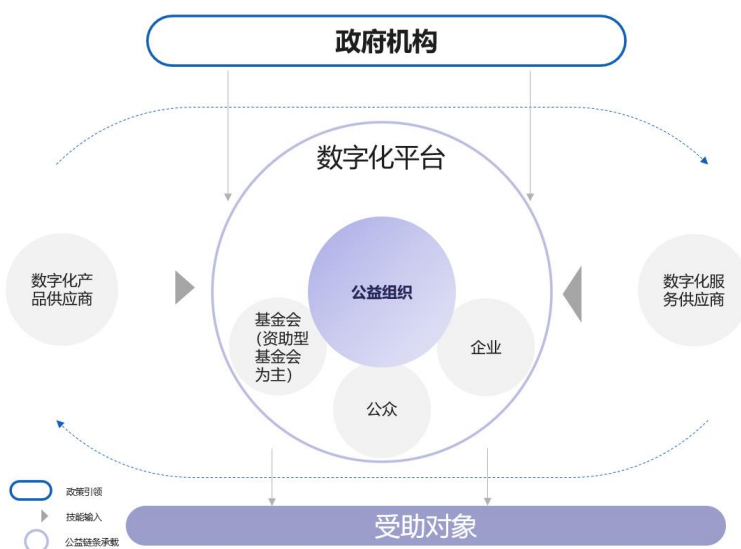 政府机构
数字化平台
数字化产
品供应商
公益组织
数字化服
务供应商
基金会
(资助型
基金会
为主)
企业
公众
政策引领
技能输入
公益链条承载
受助对象